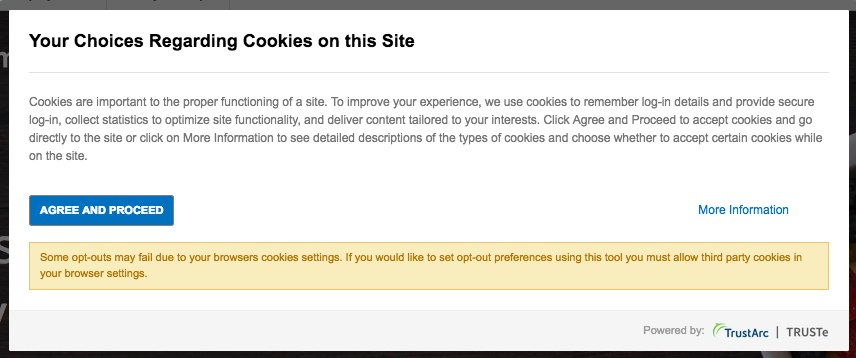 Your Choices Regarding Cookies on this Site
Cookies are important to the proper functioning of a site. To improve your experience, we use cookies to remember log-in details and provide secure
log-in, collect statistics to optimize site functionality, and deliver content tailored to your interests. Click Agree and Proceed to accept cookies and go
directly to the site or click on More Information to see detailed descriptions of the types of cookies and choose whether to accept certain cookies while
on the site.
AGREE AND PROCEED
More Information
Some opt-outs may fail due to your browsers cookies settings. If you would like to set opt-out preferences using this tool you must allow third party cookies in
your browser settings.
Powered by: TrustArc | TRUSTe